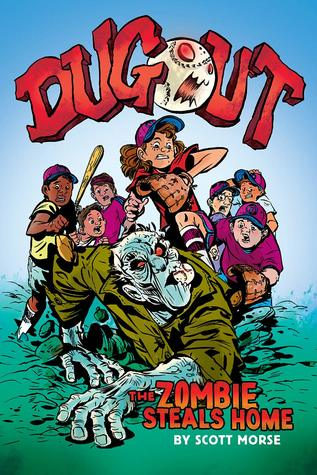 DUGOUT
THE ZOMBIE
STEALS HOME
BY SCOTT MORSE